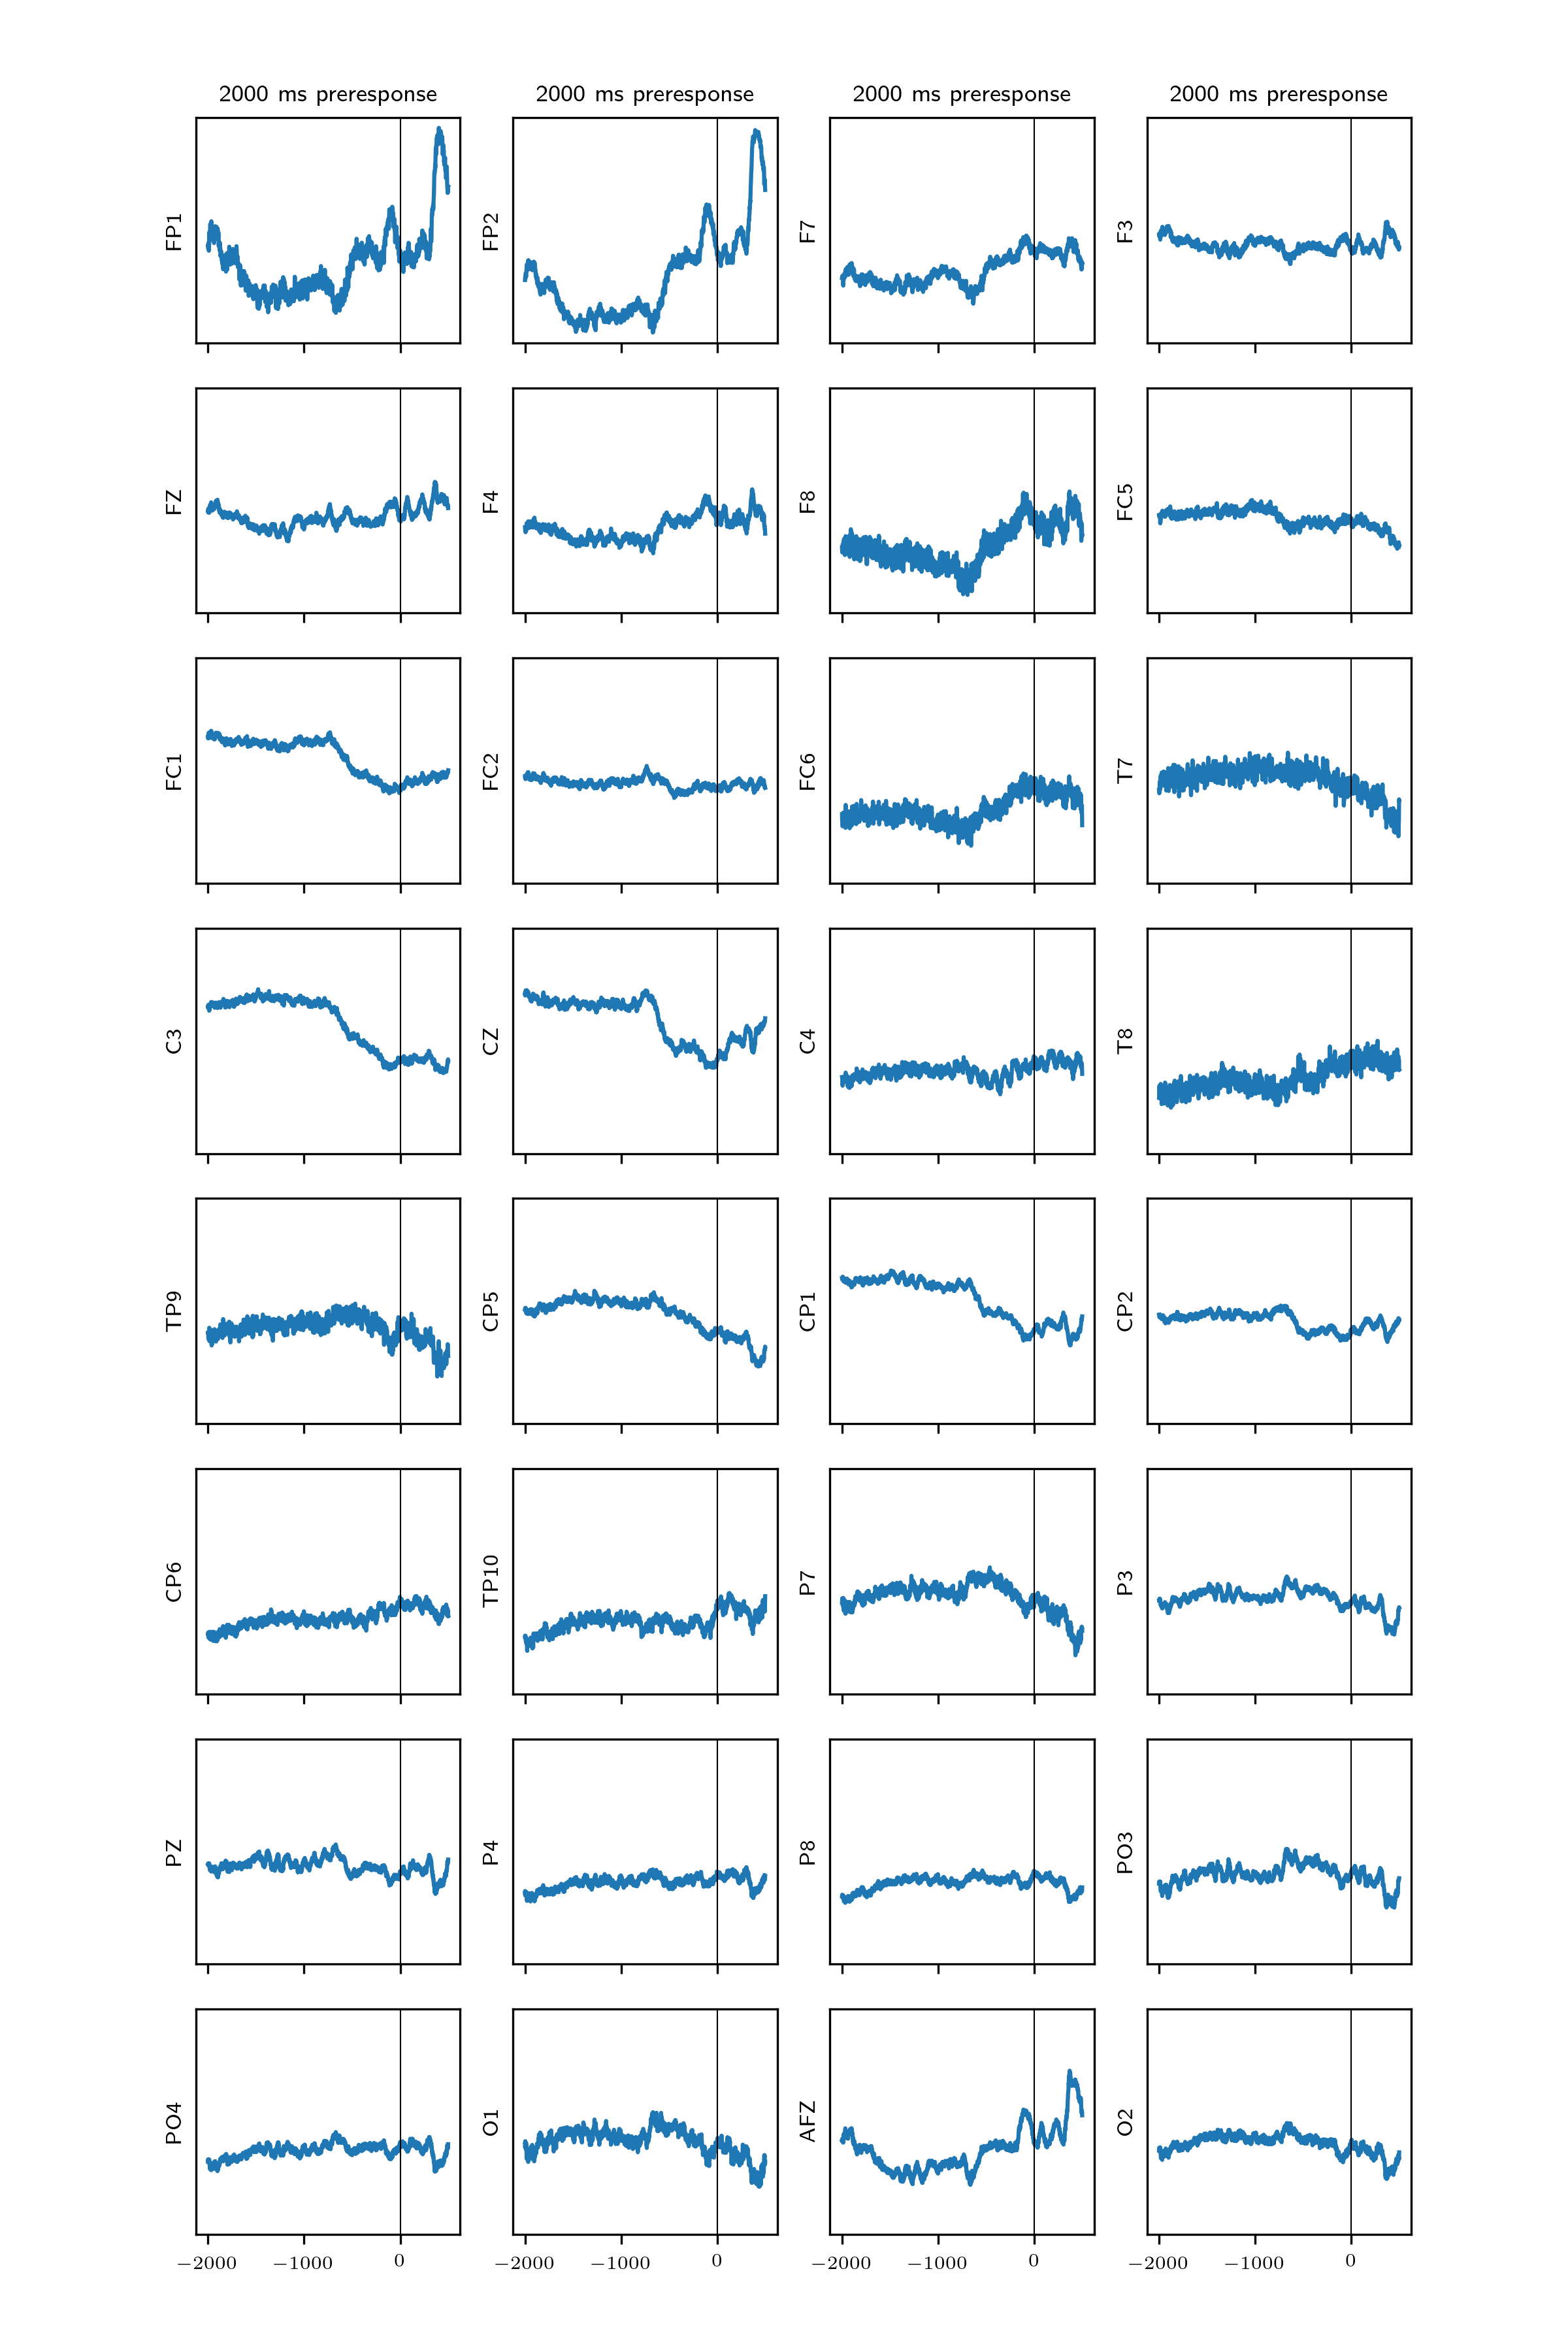 2000 ms preresponse 2000 ms preresponse 2000 ms preresponse 2000 ms preresponse
FP1 FP2 F7 F3
FZ F4 F8 FC5
FC1 FC2 FC6 T7
C3 CZ C4 T8
TP9 CP5 CP1 CP2
CP6 TP10 P7 P3
PZ P4 P8 PO3
PO4 O1 AFZ O2
−2000 −1000 0 −2000 −1000 0 −2000 −1000 0 −2000 −1000 0